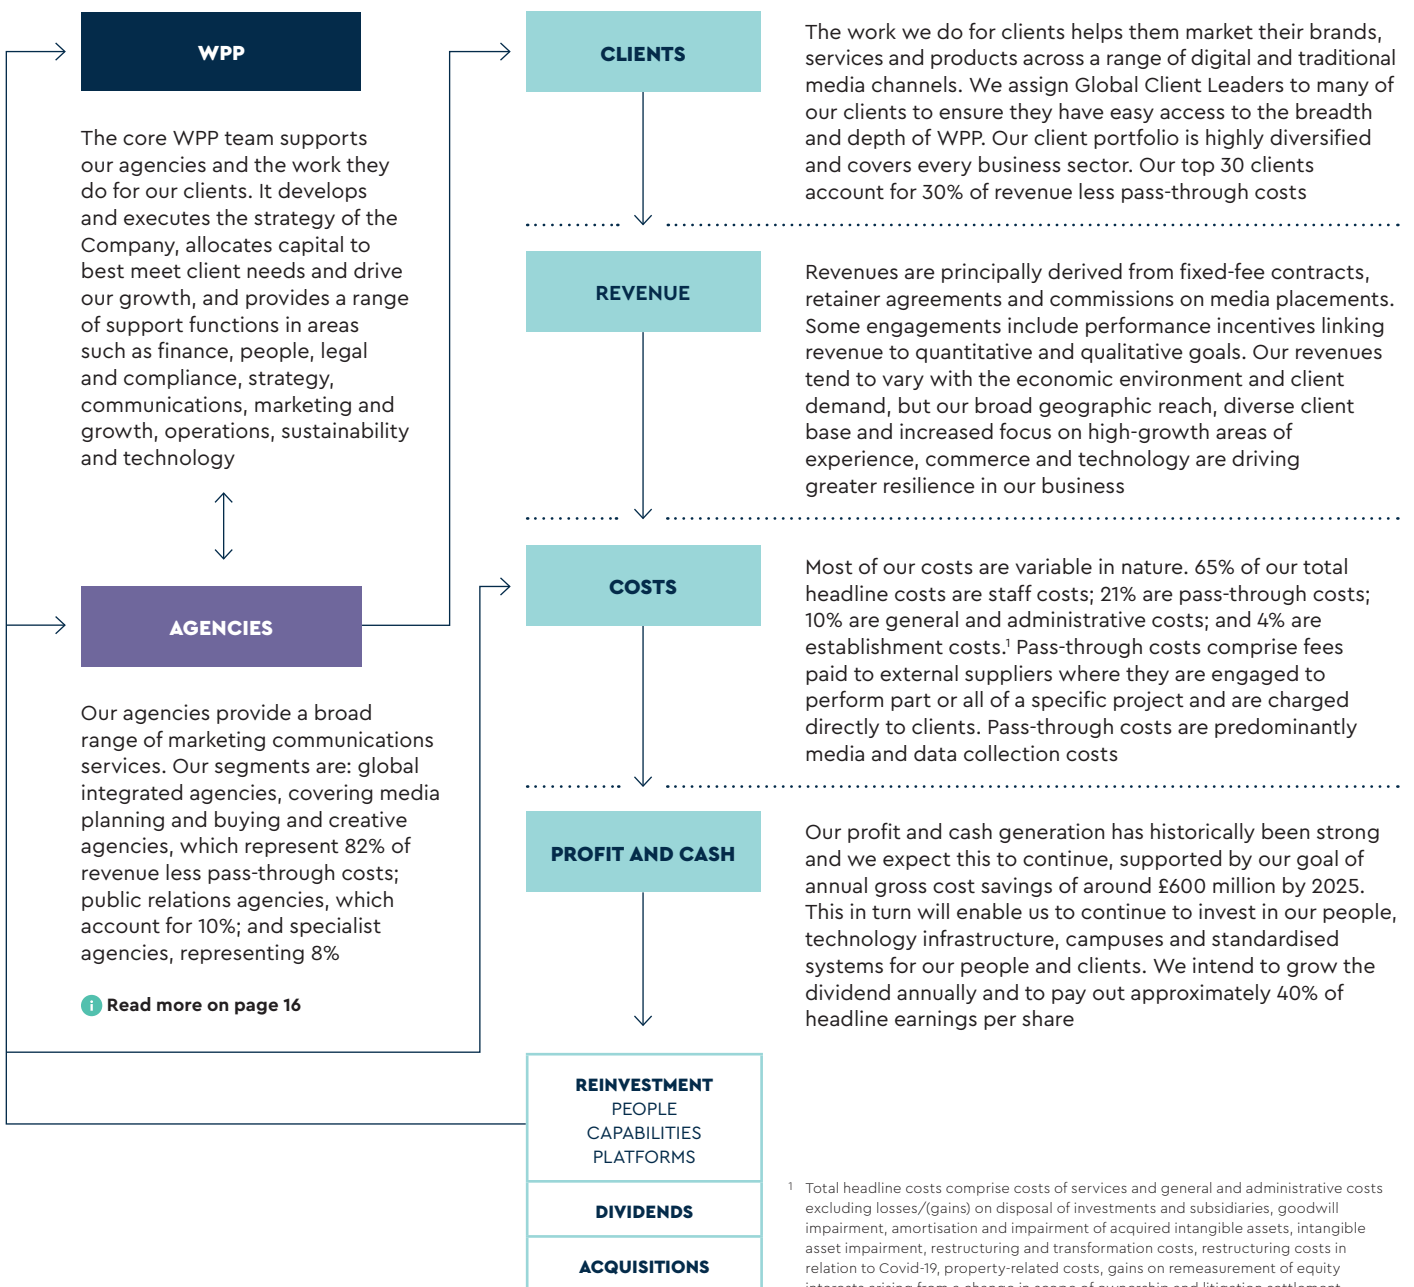 WPP
The core WPP team supports
our agencies and the work they
do for our clients. It develops
and executes the strategy of the
Company, allocates capital to
best meet client needs and drive
our growth, and provides a range
of support functions in areas
such as finance, people, legal
and compliance, strategy,
communications, marketing and
growth, operations, sustainability
and technology
AGENCIES
Our agencies provide a broad
range of marketing communications
services. Our segments are: global
integrated agencies, covering media
planning and buying and creative
agencies, which represent 82% of
revenue less pass-through costs;
public relations agencies, which
account for 10%; and specialist
agencies, representing 8%
i Read more on page 16
CLIENTS
The work we do for clients helps them market their brands,
services and products across a range of digital and traditional
media channels. We assign Global Client Leaders to many of
our clients to ensure they have easy access to the breadth
and depth of WPP. Our client portfolio is highly diversified
and covers every business sector. Our top 30 clients
account for 30% of revenue less pass-through costs
REVENUE
Revenues are principally derived from fixed-fee contracts,
retainer agreements and commissions on media placements.
Some engagements include performance incentives linking
revenue to quantitative and qualitative goals. Our revenues
tend to vary with the economic environment and client
demand, but our broad geographic reach, diverse client
base and increased focus on high-growth areas of
experience, commerce and technology are driving
greater resilience in our business
COSTS
Most of our costs are variable in nature. 65% of our total
headline costs are staff costs; 21% are pass-through costs;
10% are general and administrative costs; and 4% are
establishment costs.¹ Pass-through costs comprise fees
paid to external suppliers where they are engaged to
perform part or all of a specific project and are charged
directly to clients. Pass-through costs are predominantly
media and data collection costs
PROFIT AND CASH
Our profit and cash generation has historically been strong
and we expect this to continue, supported by our goal of
annual gross cost savings of around £600 million by 2025.
This in turn will enable us to continue to invest in our people,
technology infrastructure, campuses and standardised
systems for our people and clients. We intend to grow the
dividend annually and to pay out approximately 40% of
headline earnings per share
REINVESTMENT
PEOPLE
CAPABILITIES
PLATFORMS
DIVIDENDS
ACQUISITIONS
¹ Total headline costs comprise costs of services and general and administrative costs
excluding losses/(gains) on disposal of investments and subsidiaries, goodwill
impairment, amortisation and impairment of acquired intangible assets, intangible
asset impairment, restructuring and transformation costs, restructuring costs in
relation to Covid-19, property-related costs, gains on remeasurement of equity
interests arising from a change in scope of ownership and litigation settlement